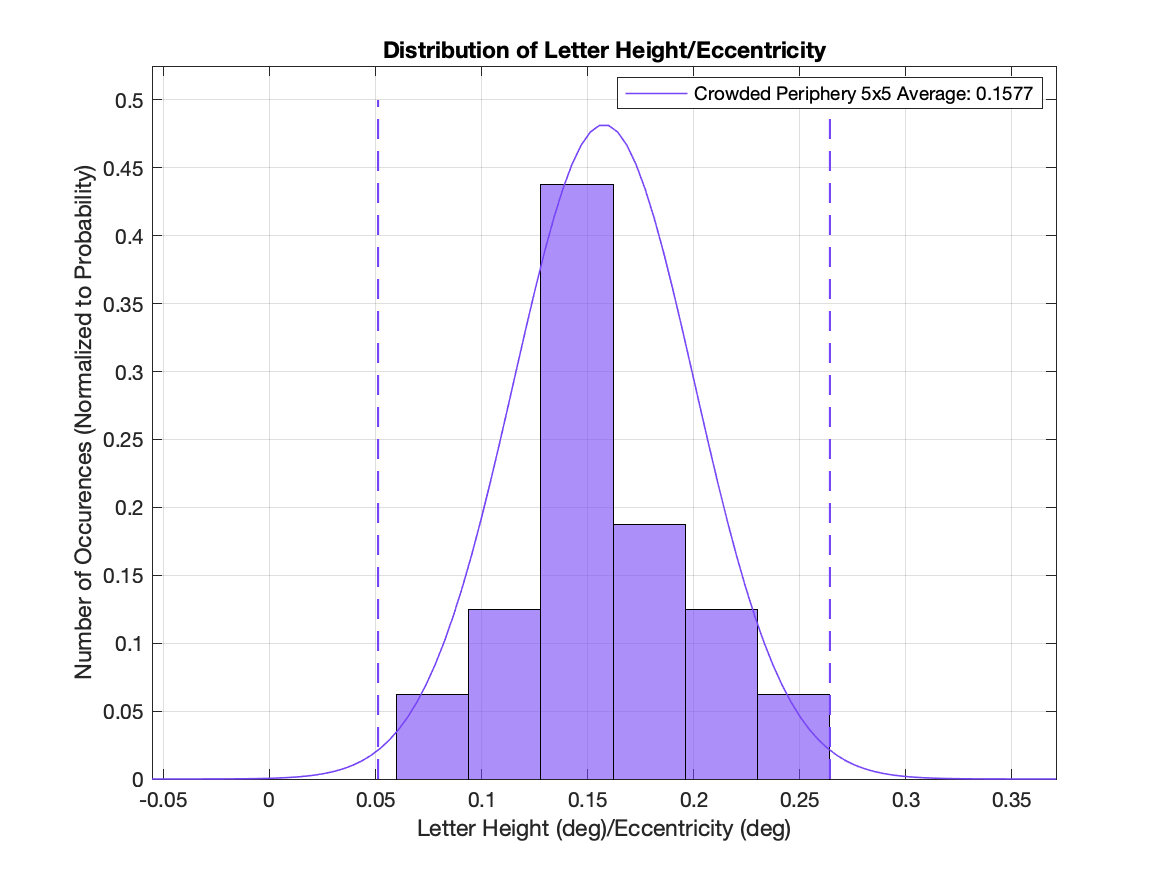 Distribution of Letter Height/Eccentricity
Crowded Periphery 5x5 Average: 0.1577
Number of Occurences (Normalized to Probability)
0.5
0.45
0.4
0.35
0.3
0.25
0.2
0.15
0.1
0.05
0
-0.05 0 0.05 0.1 0.15 0.2 0.25 0.3 0.35
Letter Height (deg)/Eccentricity (deg)